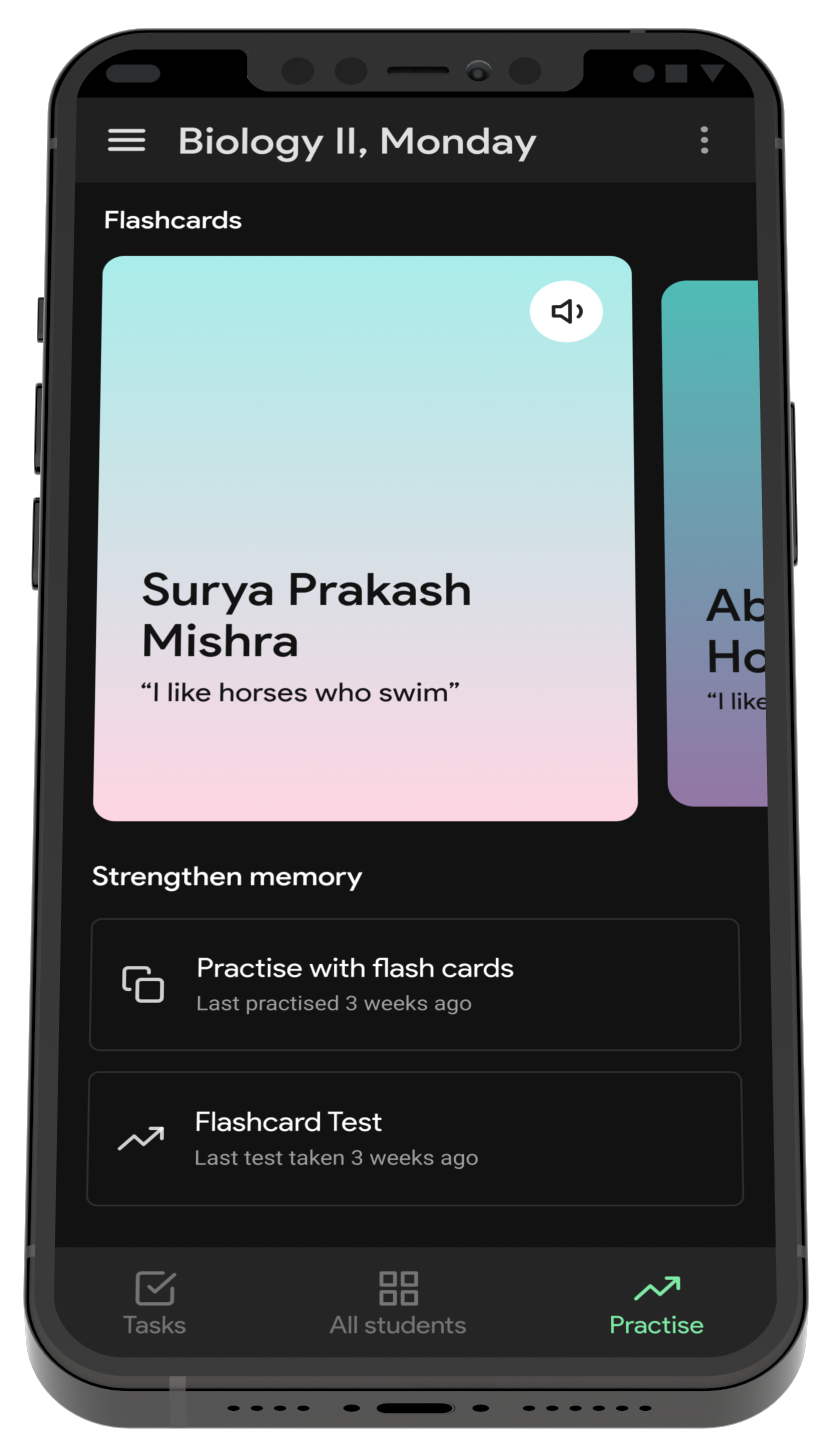 Biology II, Monday
Flashcards
Surya Prakash
Mishra
“I like horses who swim”
Ab
Ho
“I like
Strengthen memory
Practise with flash cards
Last practised 3 weeks ago
Flashcard Test
Last test taken 3 weeks ago
Tasks
All students
Practise